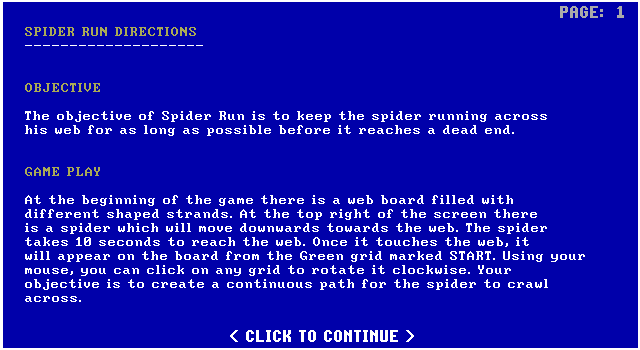 PAGE: 1
SPIDER RUN DIRECTIONS
---------------------
OBJECTIVE
The objective of Spider Run is to keep the spider running across
his web for as long as possible before it reaches a dead end.
GAME PLAY
At the beginning of the game there is a web board filled with
different shaped strands. At the top right of the screen there
is a spider which will move downwards towards the web. The spider
takes 10 seconds to reach the web. Once it touches the web, it
will appear on the board from the Green grid marked START. Using your
mouse, you can click on any grid to rotate it clockwise. Your
objective is to create a continuous path for the spider to crawl
across.
< CLICK TO CONTINUE >